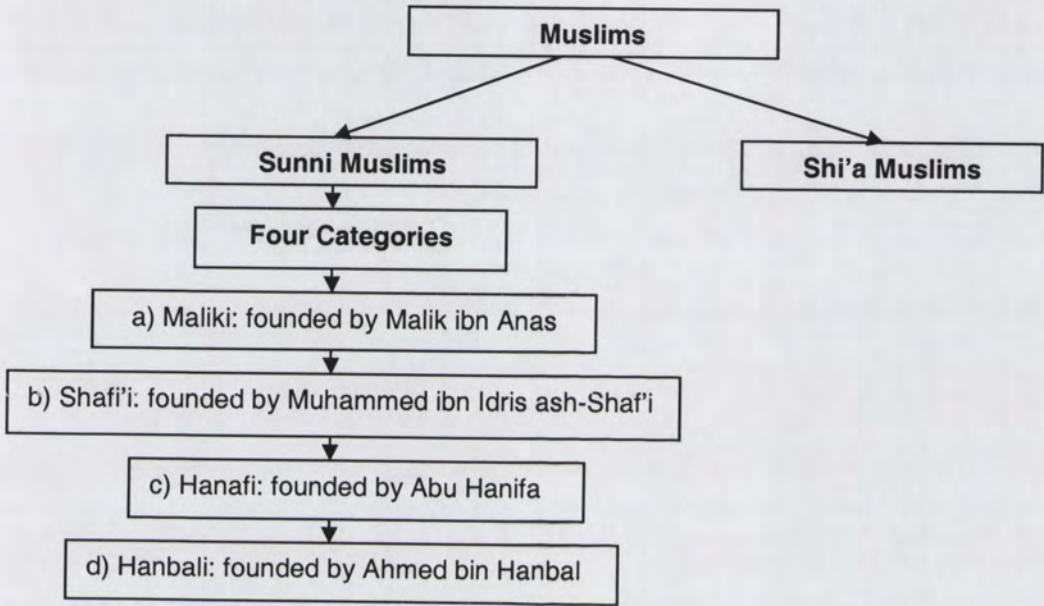 Muslims
Sunni Muslims
Shi'a Muslims
Four Categories
a) Maliki: founded by Malik ibn Anas
b) Shafi'i: founded by Muhammed ibn Idris ash-Shaf'i
c) Hanafi: founded by Abu Hanifa
d) Hanbali: founded by Ahmed bin Hanbal